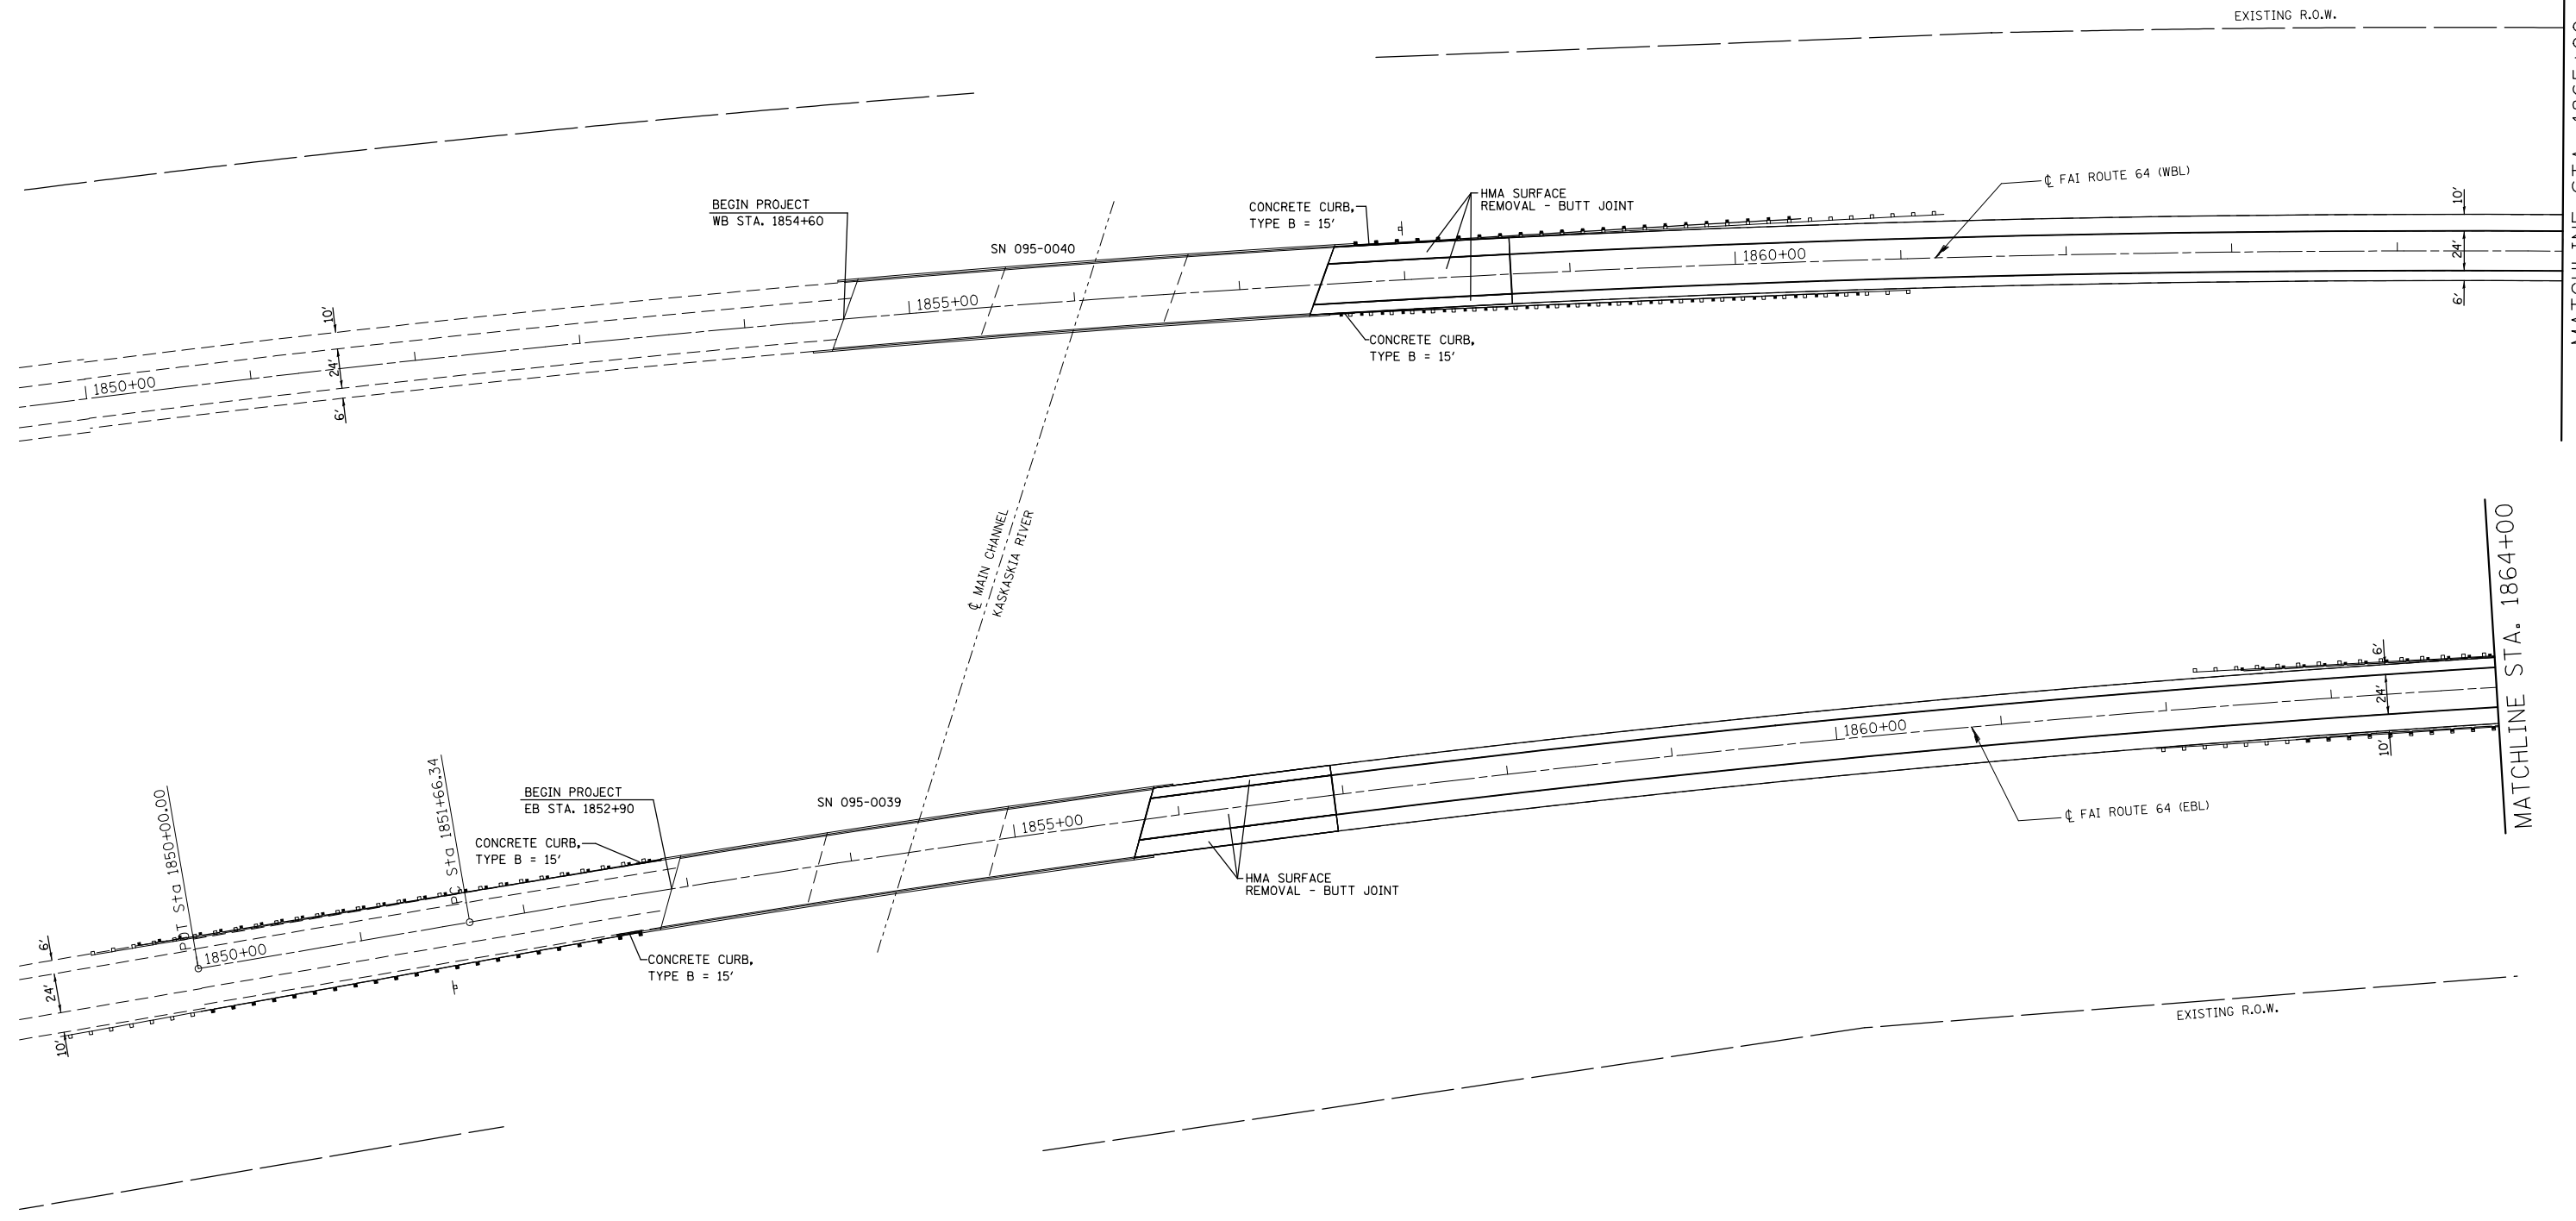 EXISTING R.O.W.
℄ FAI ROUTE 64 (WBL)
BEGIN PROJECT
WB STA. 1854+60
CONCRETE CURB,
TYPE B = 15'
HMA SURFACE
REMOVAL - BUTT JOINT
SN 095-0040
10'
24'
6'
1850+00
1855+00
1860+00
CONCRETE CURB,
TYPE B = 15'
10'
24'
6'
℄ MAIN CHANNEL
KASKASKIA RIVER
MATCHLINE STA. 1864+00
POT Sta 1850+00.00
PC Sta 1851+66.34
BEGIN PROJECT
EB STA. 1852+90
SN 095-0039
CONCRETE CURB,
TYPE B = 15'
6'
24'
10'
1850+00
1855+00
1860+00
6'
24'
10'
℄ FAI ROUTE 64 (EBL)
HMA SURFACE
REMOVAL - BUTT JOINT
CONCRETE CURB,
TYPE B = 15'
EXISTING R.O.W.